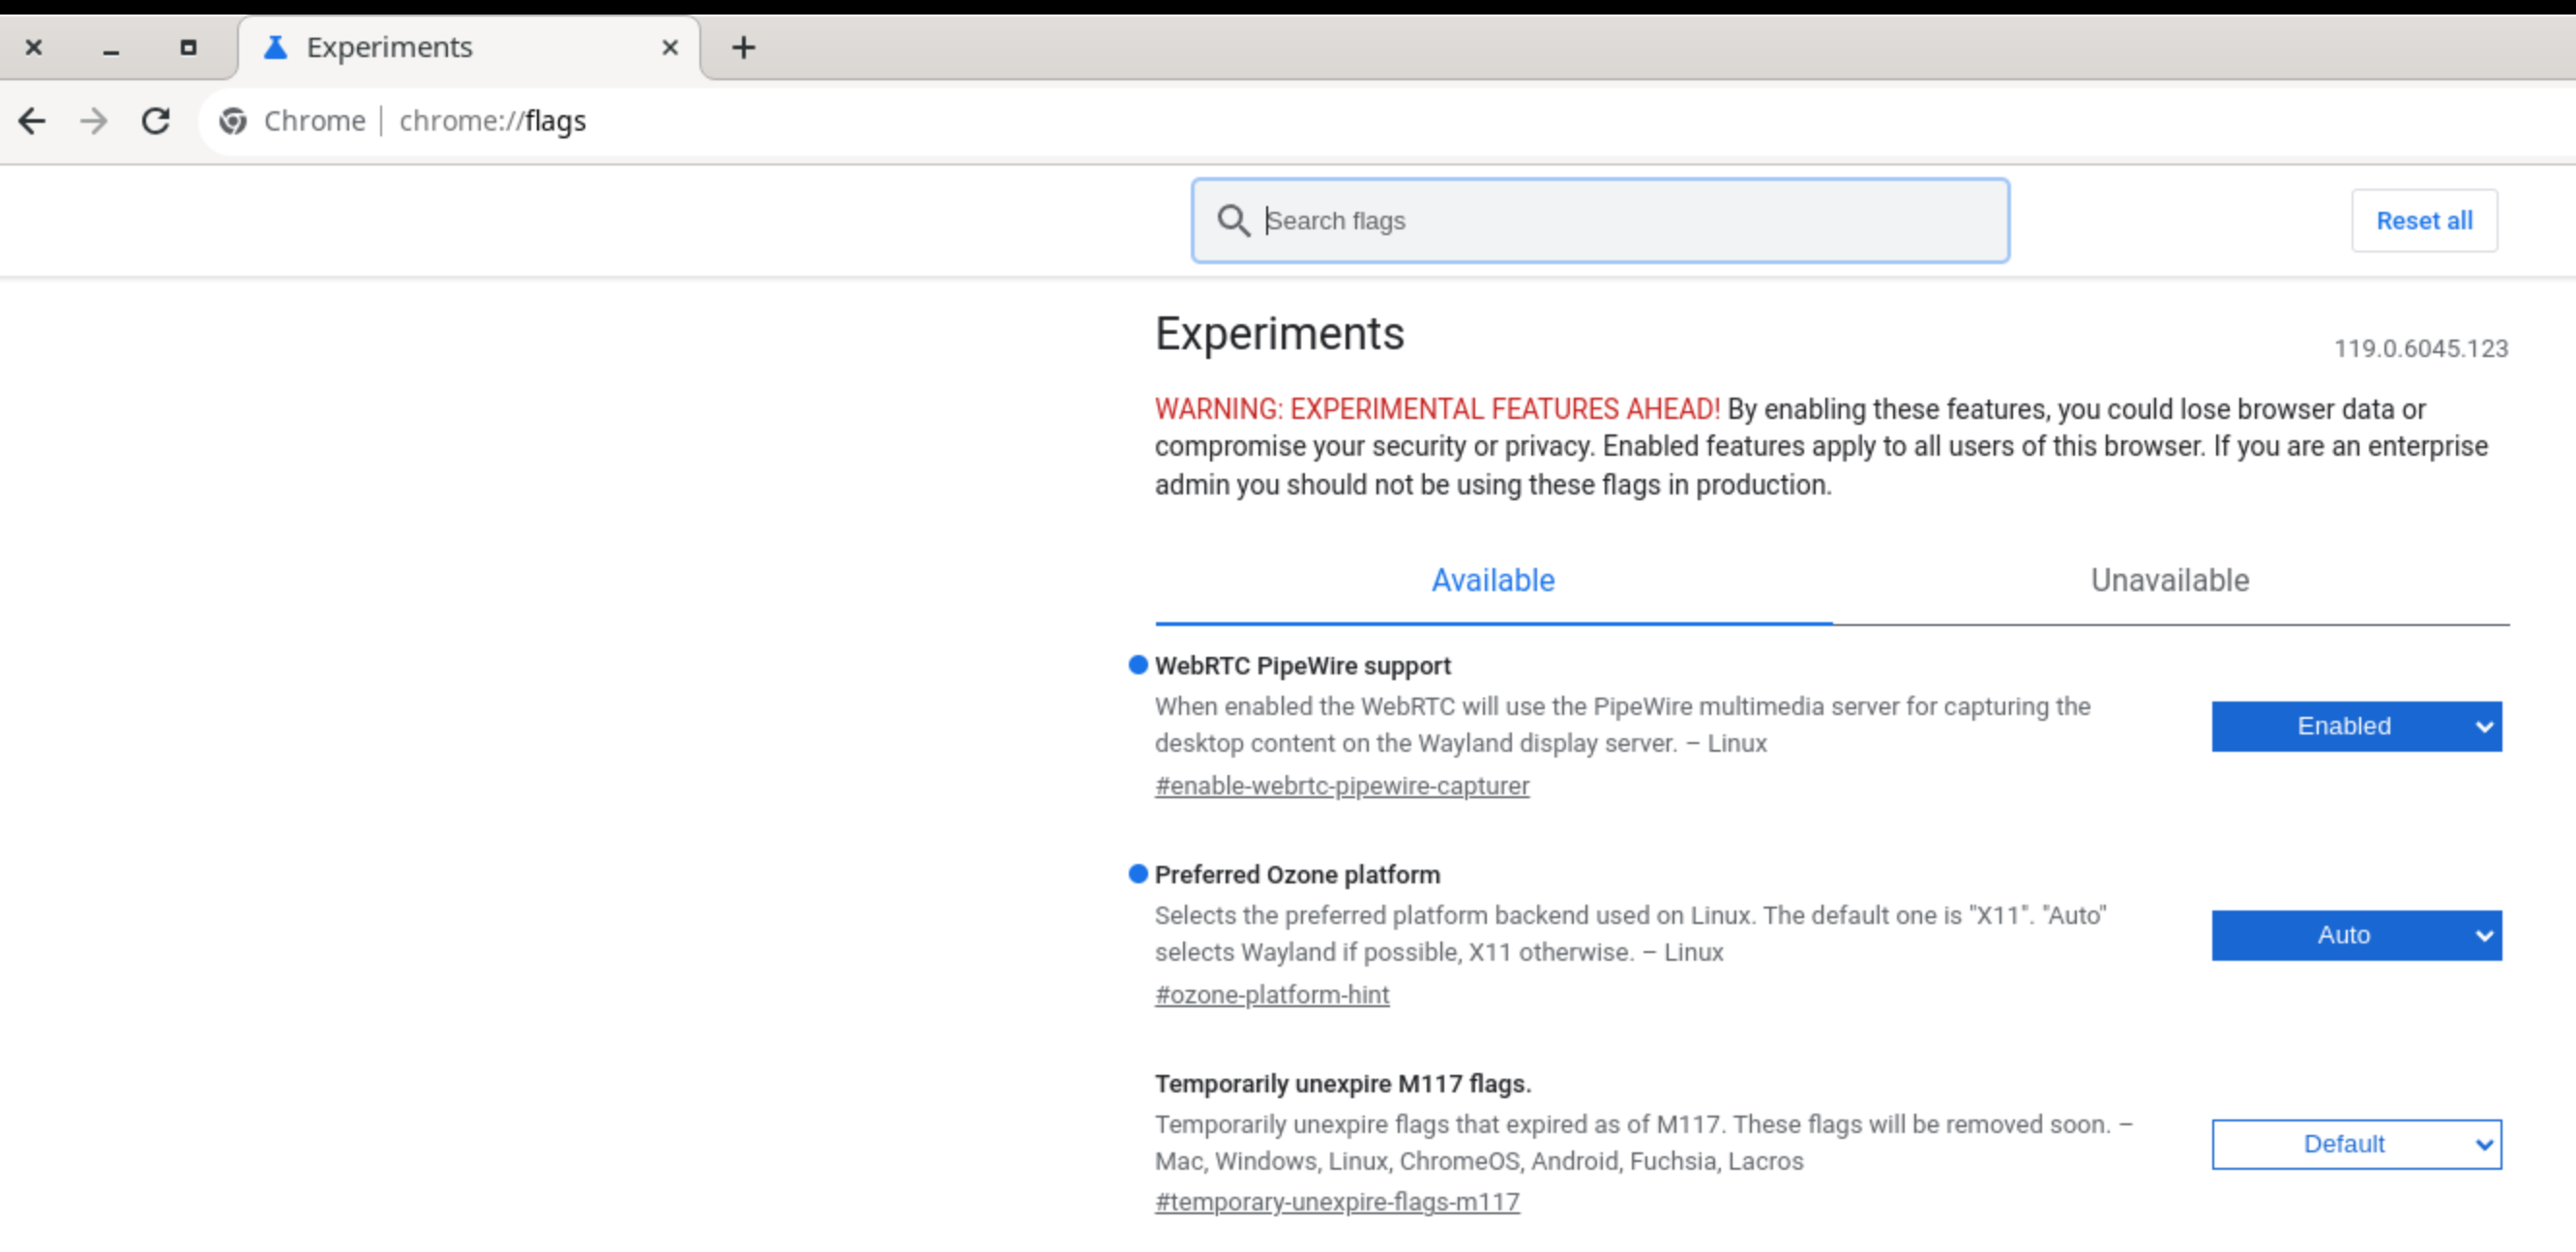 Experiments
Chrome | chrome://flags
Search flags
Reset all
Experiments
119.0.6045.123
WARNING: EXPERIMENTAL FEATURES AHEAD! By enabling these features, you could lose browser data or
compromise your security or privacy. Enabled features apply to all users of this browser. If you are an enterprise
admin you should not be using these flags in production.
Available
Unavailable
WebRTC PipeWire support
When enabled the WebRTC will use the PipeWire multimedia server for capturing the
desktop content on the Wayland display server. – Linux
#enable-webrtc-pipewire-capturer
Enabled
Preferred Ozone platform
Selects the preferred platform backend used on Linux. The default one is "X11". "Auto"
selects Wayland if possible, X11 otherwise. – Linux
#ozone-platform-hint
Auto
Temporarily unexpire M117 flags.
Temporarily unexpire flags that expired as of M117. These flags will be removed soon. –
Mac, Windows, Linux, ChromeOS, Android, Fuchsia, Lacros
#temporary-unexpire-flags-m117
Default